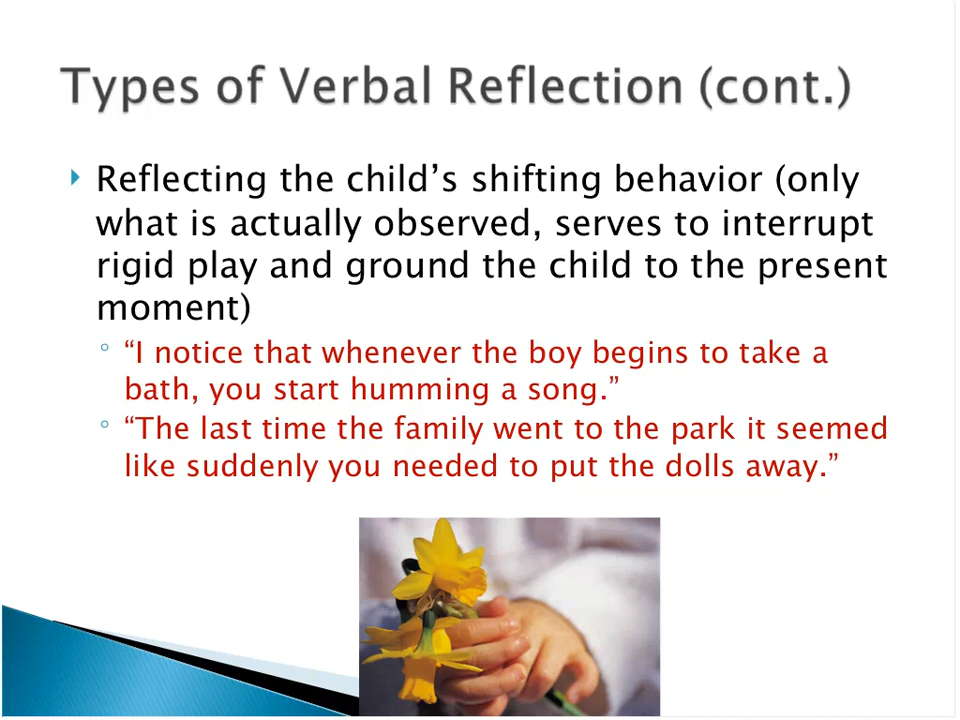 Types of Verbal Reflection (cont.)
Reflecting the child’s shifting behavior (only
what is actually observed, serves to interrupt
rigid play and ground the child to the present
moment)
“I notice that whenever the boy begins to take a
bath, you start humming a song.”
“The last time the family went to the park it seemed
like suddenly you needed to put the dolls away.”